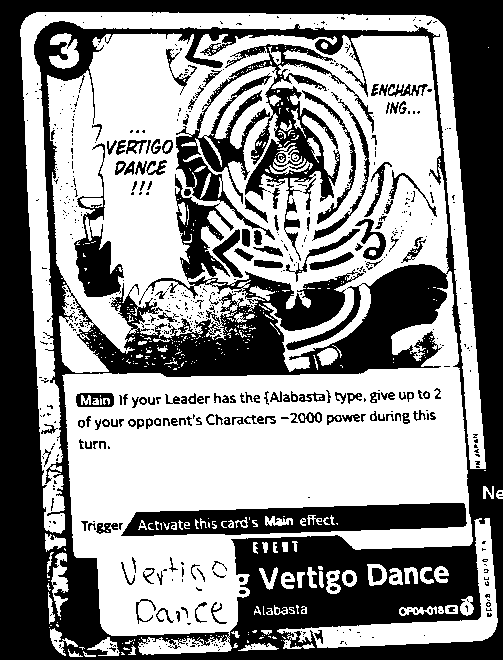 3
ENCHANT-
ING...
...
VERTIGO
DANCE
!!!
Main If your Leader has the {Alabasta} type, give up to 2
of your opponent's Characters −2000 power during this
turn.
Trigger Activate this card's Main effect.
EVENT
g Vertigo Dance
Vertigo
Dance
Alabasta
OP04-018 C 1
N JAPAN
Ne